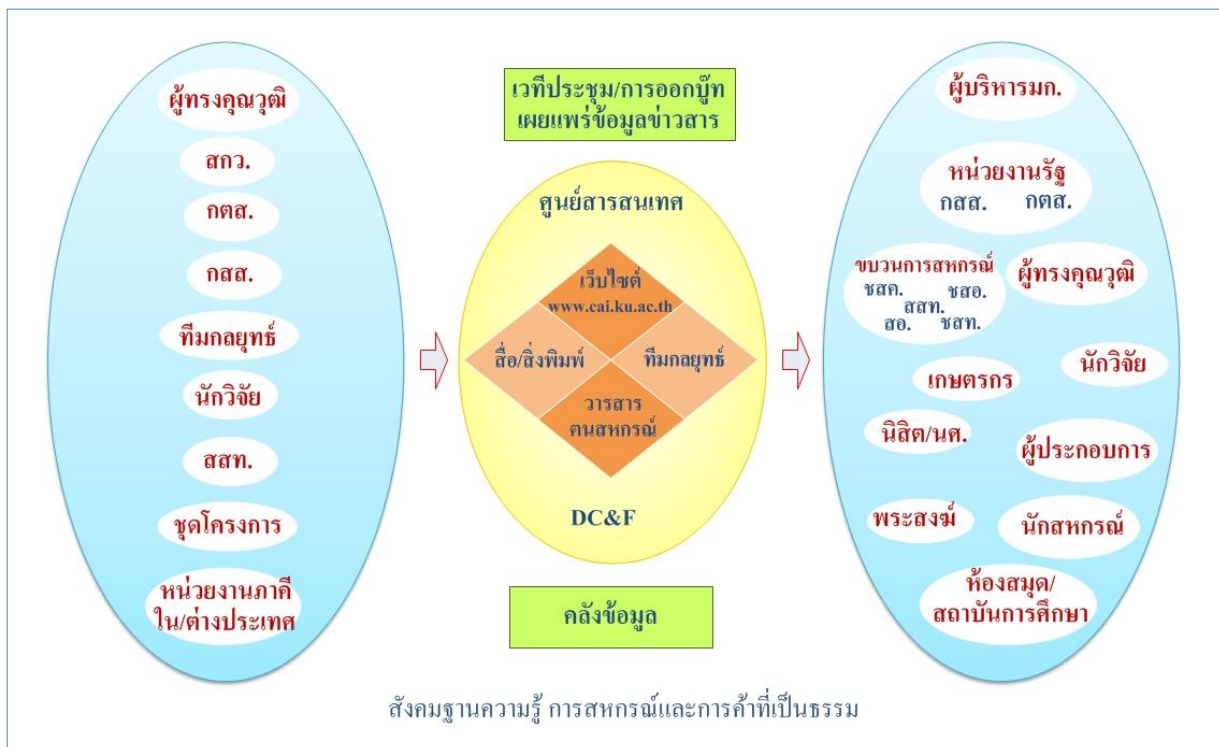 ผู้ทรงคุณวุฒิ
สกว.
กตส.
กสส.
ทีมกลยุทธ์
นักวิจัย
สสท.
ชุดโครงการ
หน่วยงานภาคี
ใน/ต่างประเทศ
เวทีประชุม/การออกบู๊ท
เผยแพร่ข้อมูลข่าวสาร
ศูนย์สารสนเทศ
เว็บไซต์
www.cai.ku.ac.th
สื่อ/สิ่งพิมพ์
ทีมกลยุทธ์
วารสาร
ฅนสหกรณ์
DC&F
คลังข้อมูล
ผู้บริหารมก.
หน่วยงานรัฐ
กสส. กตส.
ขบวนการสหกรณ์
ชสค. ชสอ.
สสท.
สอ. ชสท.
ผู้ทรงคุณวุฒิ
นักวิจัย
เกษตรกร
นิสิต/นศ.
ผู้ประกอบการ
พระสงฆ์
นักสหกรณ์
ห้องสมุด/
สถาบันการศึกษา
สังคมฐานความรู้ การสหกรณ์และการค้าที่เป็นธรรม